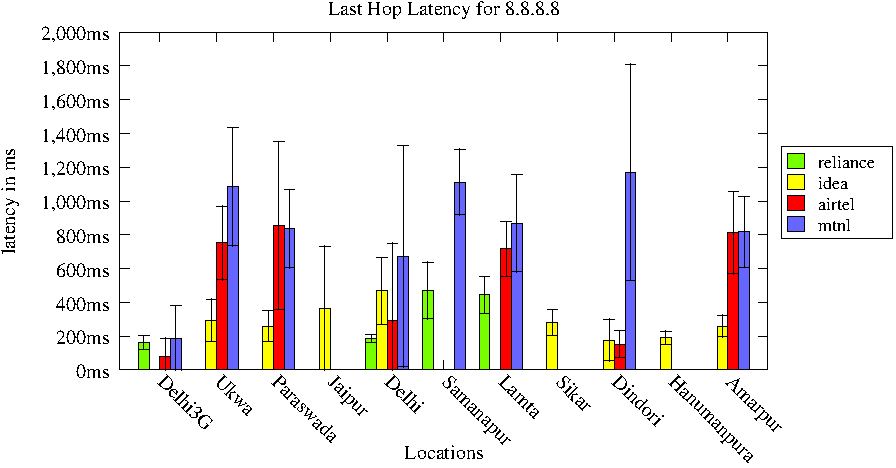 Last Hop Latency for 8.8.8.8
2,000ms
1,800ms
1,600ms
1,400ms
1,200ms
1,000ms
800ms
600ms
400ms
200ms
0ms
latency in ms
reliance
idea
airtel
mtnl
Delhi3G
Ukwa
Paraswada
Jaipur
Delhi
Samanapur
Lamta
Sikar
Dindori
Hanumanpura
Amarpur
Locations